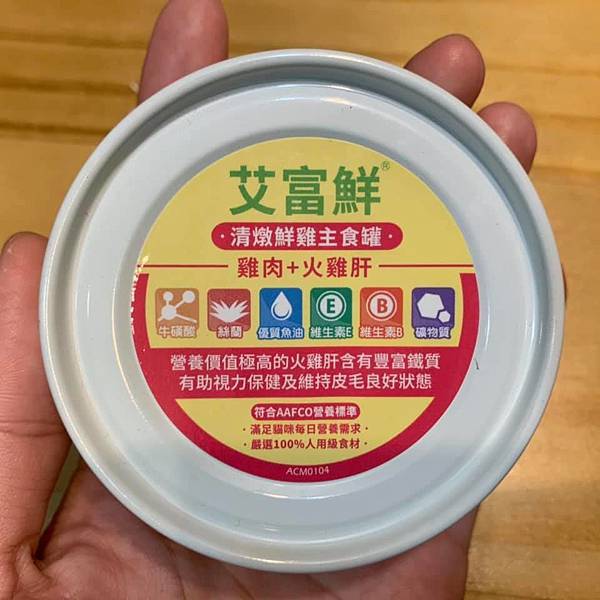 艾富鮮®
·清燉鮮雞主食罐·
雞肉+火雞肝
牛磺酸 絲蘭 優質魚油 維生素E 維生素B 礦物質
E B
營養價值極高的火雞肝含有豐富鐵質
有助視力保健及維持皮毛良好狀態
符合AAFCO營養標準
·滿足貓咪每日營養需求·
·嚴選100%人用級食材·
ACM0104